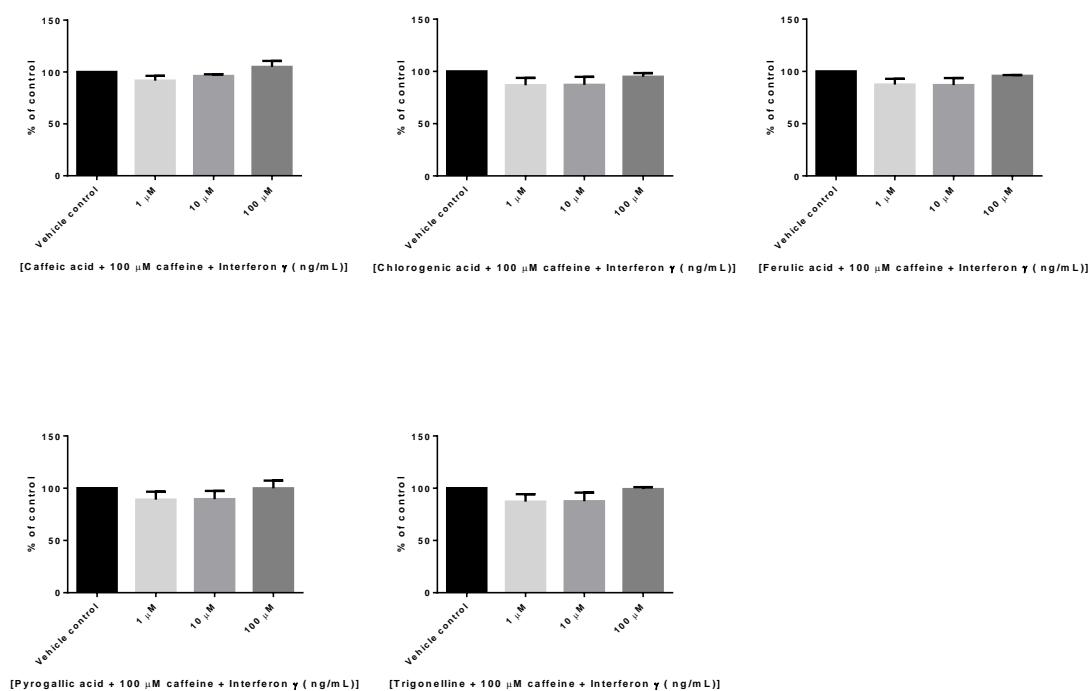 150
100
50
0
% of control
Vehicle control
1 μM
10 μM
100 μM
[Caffeic acid + 100 μM caffeine + Interferon γ ( ng/mL)]
150
100
50
0
% of control
Vehicle control
1 μM
10 μM
100 μM
[Chlorogenic acid + 100 μM caffeine + Interferon γ ( ng/mL)]
150
100
50
0
% of control
Vehicle control
1 μM
10 μM
100 μM
[Ferulic acid + 100 μM caffeine + Interferon γ ( ng/mL)]
150
100
50
0
% of control
Vehicle control
1 μM
10 μM
100 μM
[Pyrogallic acid + 100 μM caffeine + Interferon γ ( ng/mL)]
150
100
50
0
% of control
Vehicle control
1 μM
10 μM
100 μM
[Trigonelline + 100 μM caffeine + Interferon γ ( ng/mL)]